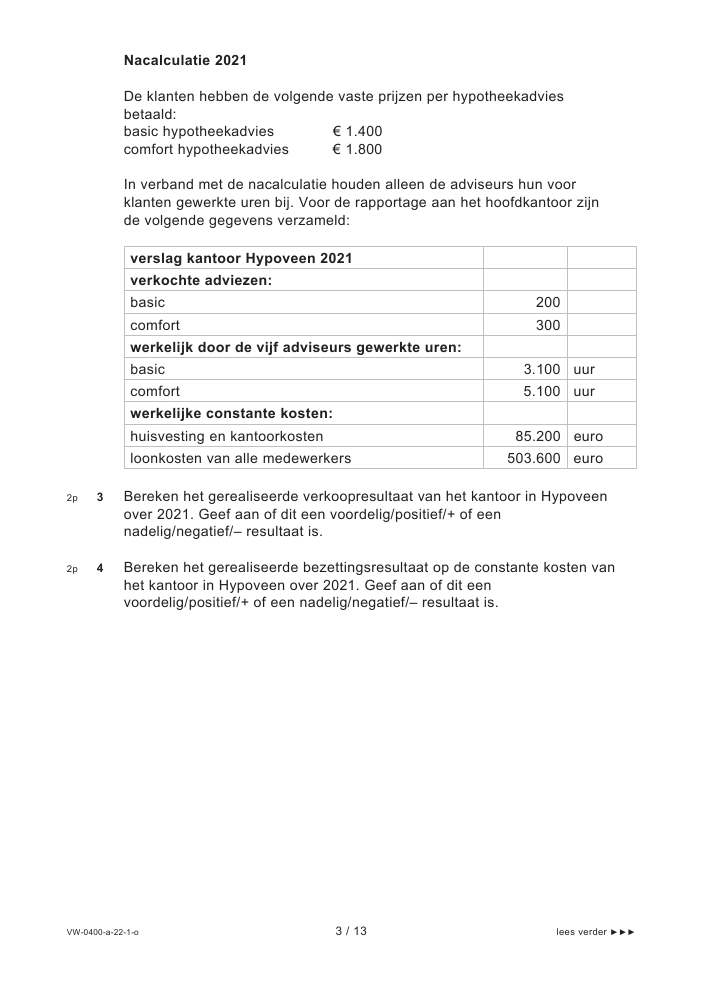 Nacalculatie 2021
De klanten hebben de volgende vaste prijzen per hypotheekadvies
betaald:
basic hypotheekadvies € 1.400
comfort hypotheekadvies € 1.800
In verband met de nacalculatie houden alleen de adviseurs hun voor
klanten gewerkte uren bij. Voor de rapportage aan het hoofdkantoor zijn
de volgende gegevens verzameld:
verslag kantoor Hypoveen 2021
verkochte adviezen:
basic 200
comfort 300
werkelijk door de vijf adviseurs gewerkte uren:
basic 3.100 uur
comfort 5.100 uur
werkelijke constante kosten:
huisvesting en kantoorkosten 85.200 euro
loonkosten van alle medewerkers 503.600 euro
2p 3 Bereken het gerealiseerde verkoopresultaat van het kantoor in Hypoveen
over 2021. Geef aan of dit een voordelig/positief/+ of een
nadelig/negatief/– resultaat is.
2p 4 Bereken het gerealiseerde bezettingsresultaat op de constante kosten van
het kantoor in Hypoveen over 2021. Geef aan of dit een
voordelig/positief/+ of een nadelig/negatief/– resultaat is.
VW-0400-a-22-1-o 3 / 13 lees verder ►►►